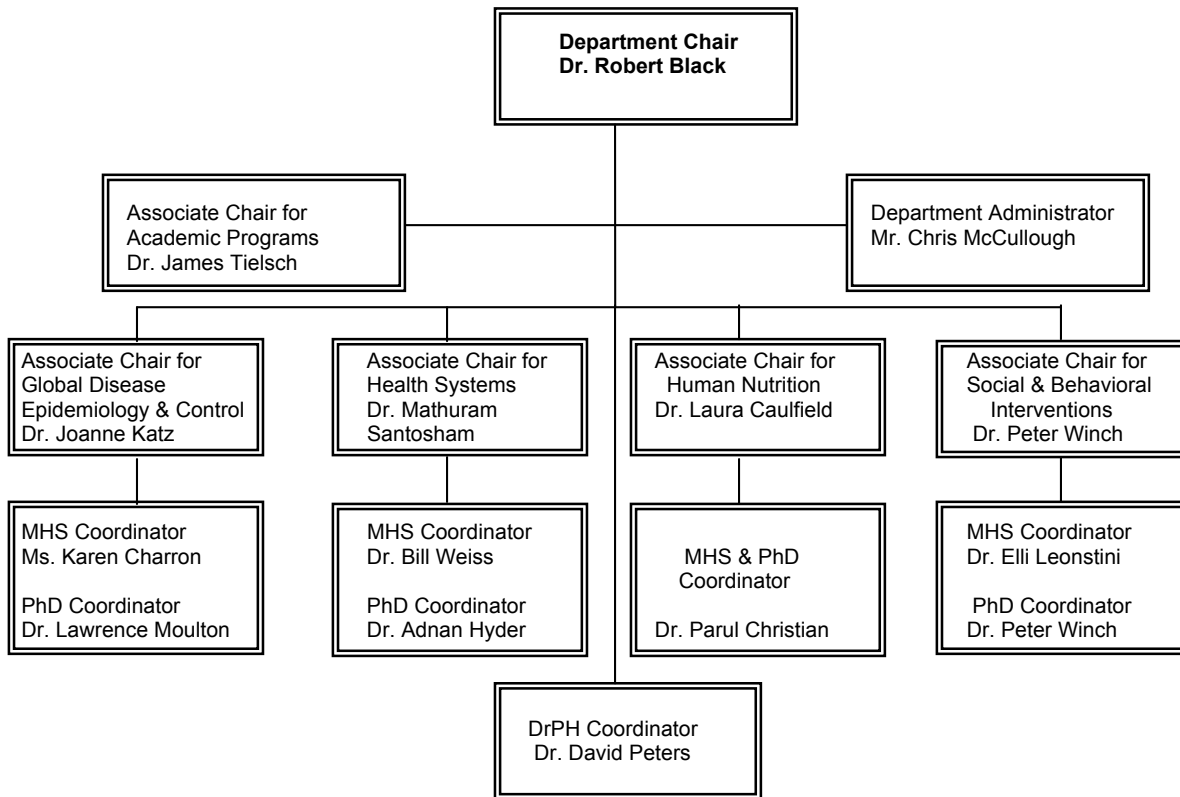 Department Chair
Dr. Robert Black
Associate Chair for
Academic Programs
Dr. James Tielsch
Department Administrator
Mr. Chris McCullough
Associate Chair for
Global Disease
Epidemiology & Control
Dr. Joanne Katz
Associate Chair for
Health Systems
Dr. Mathuram
Santosham
Associate Chair for
Human Nutrition
Dr. Laura Caulfield
Associate Chair for
Social & Behavioral
Interventions
Dr. Peter Winch
MHS Coordinator
Ms. Karen Charron
PhD Coordinator
Dr. Lawrence Moulton
MHS Coordinator
Dr. Bill Weiss
PhD Coordinator
Dr. Adnan Hyder
MHS & PhD
Coordinator
Dr. Parul Christian
MHS Coordinator
Dr. Elli Leonstini
PhD Coordinator
Dr. Peter Winch
DrPH Coordinator
Dr. David Peters